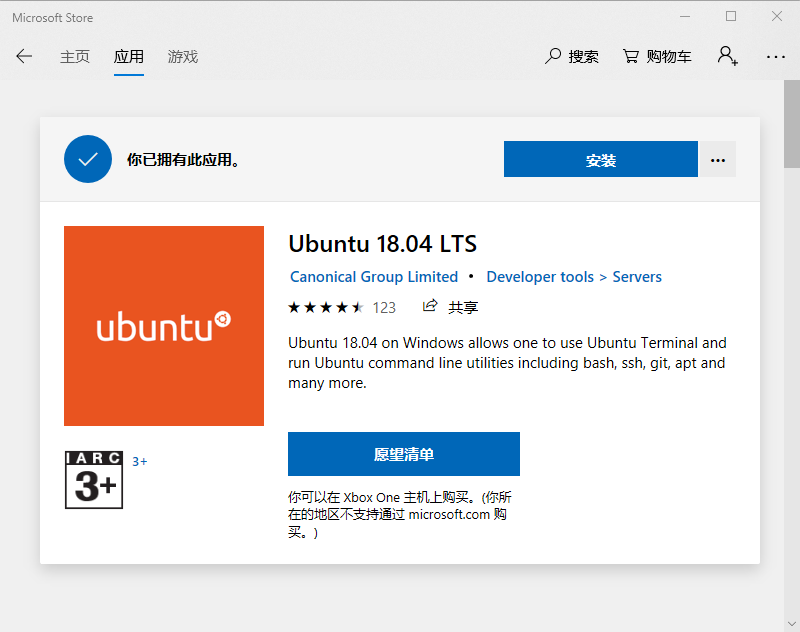 Microsoft Store
主页 应用 游戏 搜索 购物车
你已拥有此应用。
安装
ubuntu
Ubuntu 18.04 LTS
Canonical Group Limited • Developer tools > Servers
123 共享
Ubuntu 18.04 on Windows allows one to use Ubuntu Terminal and
run Ubuntu command line utilities including bash, ssh, git, apt and
many more.
愿望清单
IARC
3+
3+
你可以在 Xbox One 主机上购买。(你所
在的地区不支持通过 microsoft.com 购
买。)